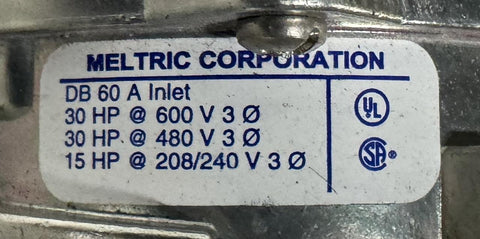 MELTRIC CORPORATION
DB 60 A Inlet
30 HP @ 600 V 3 Ø
30 HP @ 480 V 3 Ø
15 HP @ 208/240 V 3 Ø
UL
SA ®